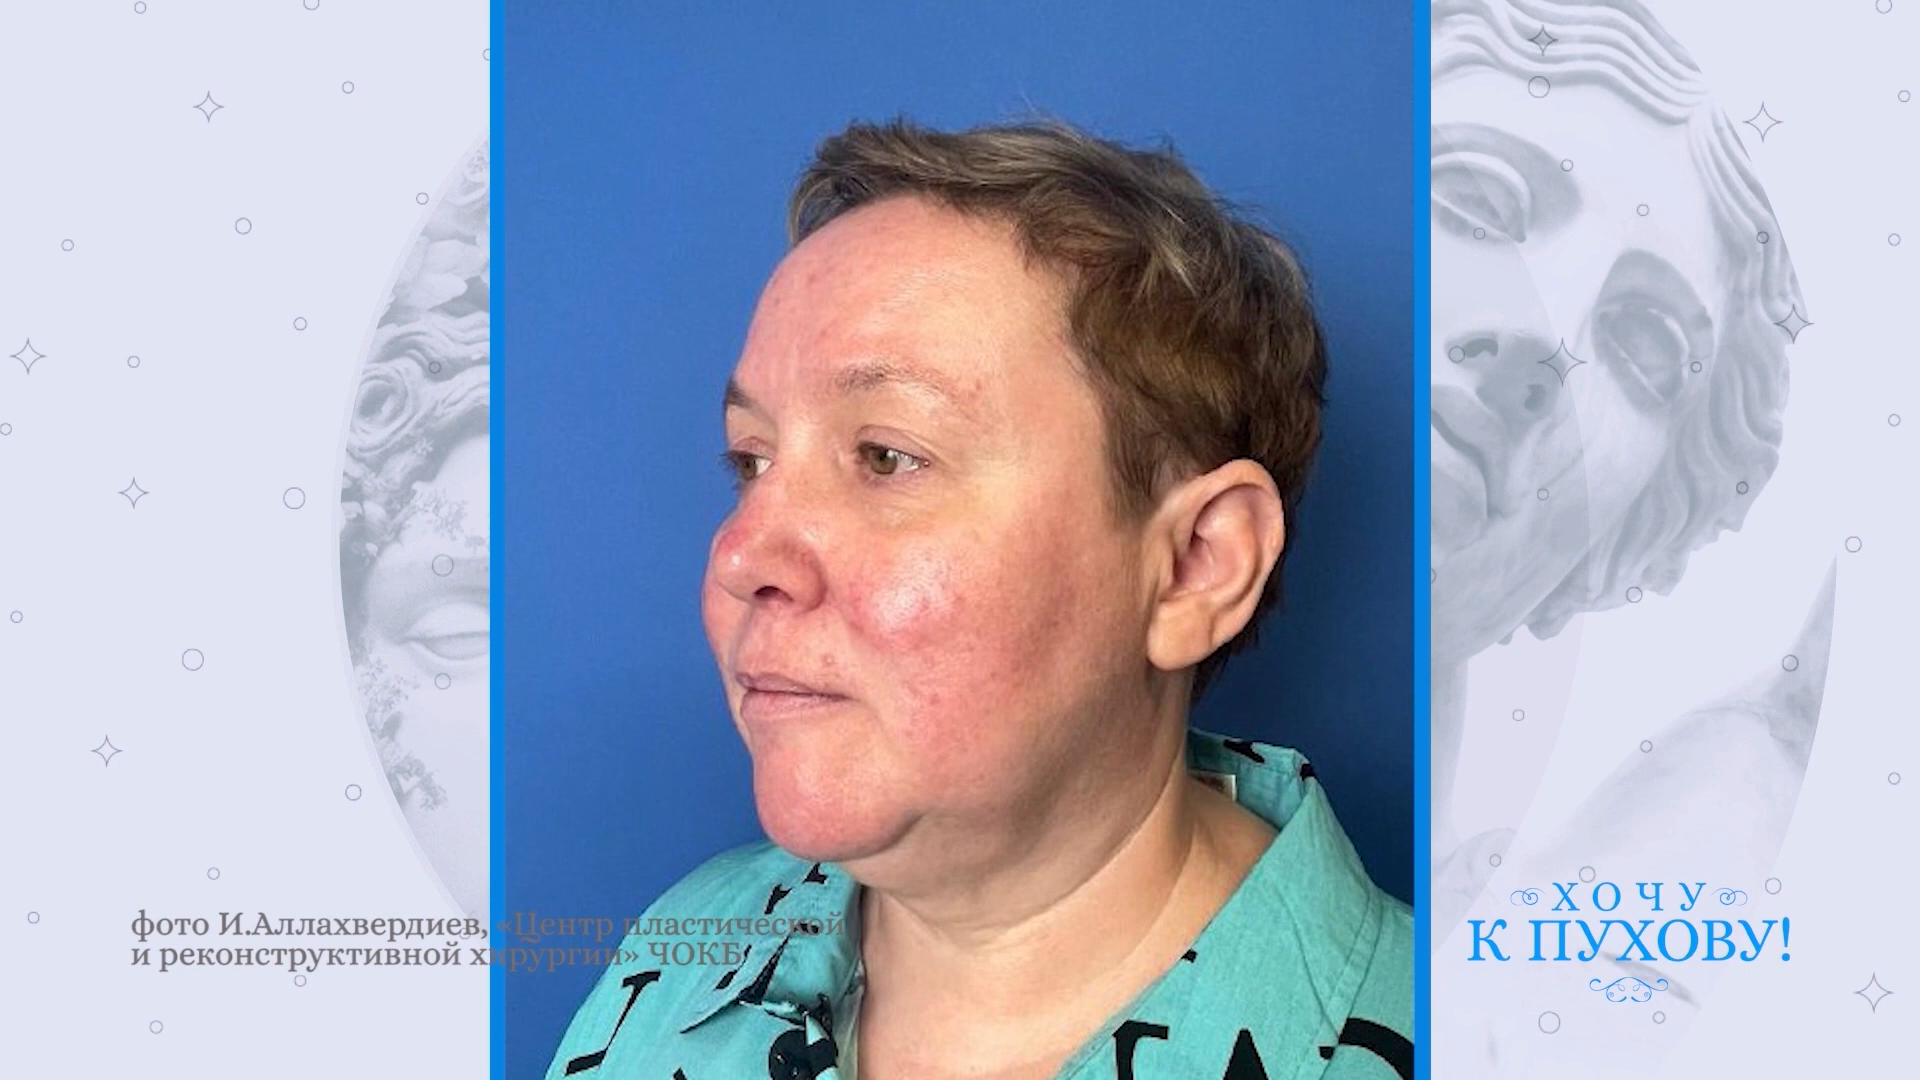 фото И.Аллахвердиев, «Центр пластической
и реконструктивной хирургии» ЧОКБ
ХОЧУ
К ПУХОВУ!